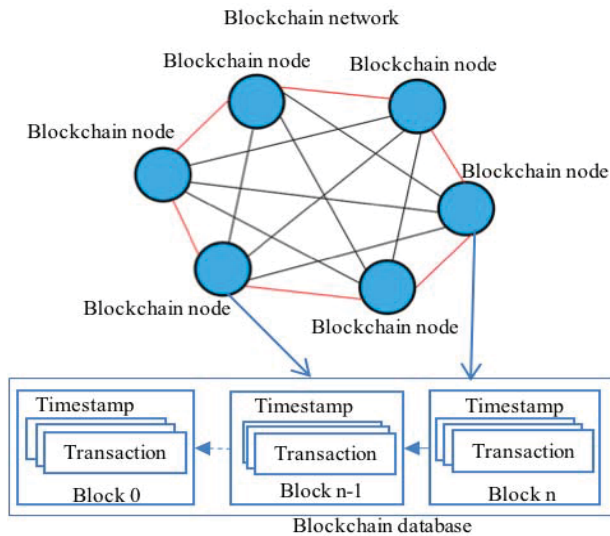 Blockchain network
Blockchain node
Blockchain node
Blockchain node
Blockchain node
Blockchain node
Blockchain node
Timestamp
Transaction
Block 0
Timestamp
Transaction
Block n-1
Timestamp
Transaction
Block n
Blockchain database